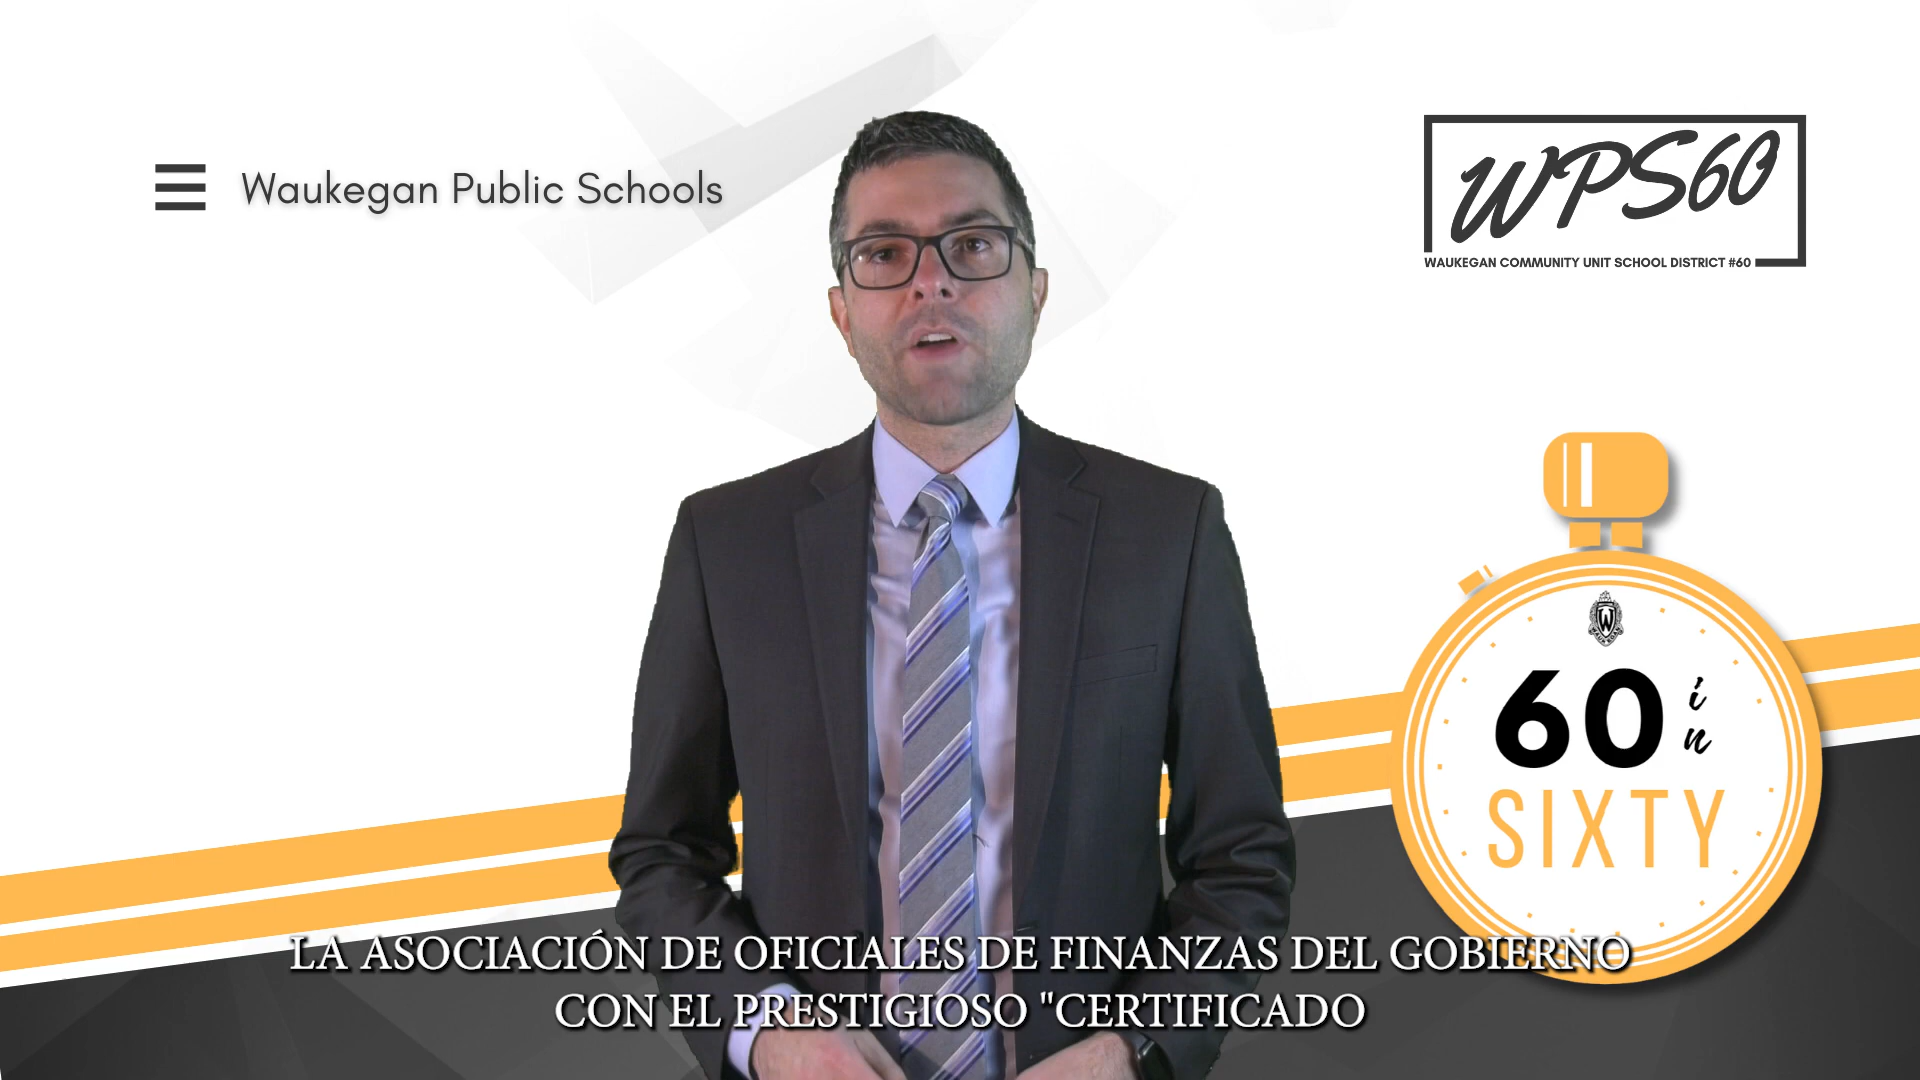 Waukegan Public Schools
WPS60
WAUKEGAN COMMUNITY UNIT SCHOOL DISTRICT #60
W
60 in
SIXTY
LA ASOCIACIÓN DE OFICIALES DE FINANZAS DEL GOBIERNO
CON EL PRESTIGIOSO "CERTIFICADO